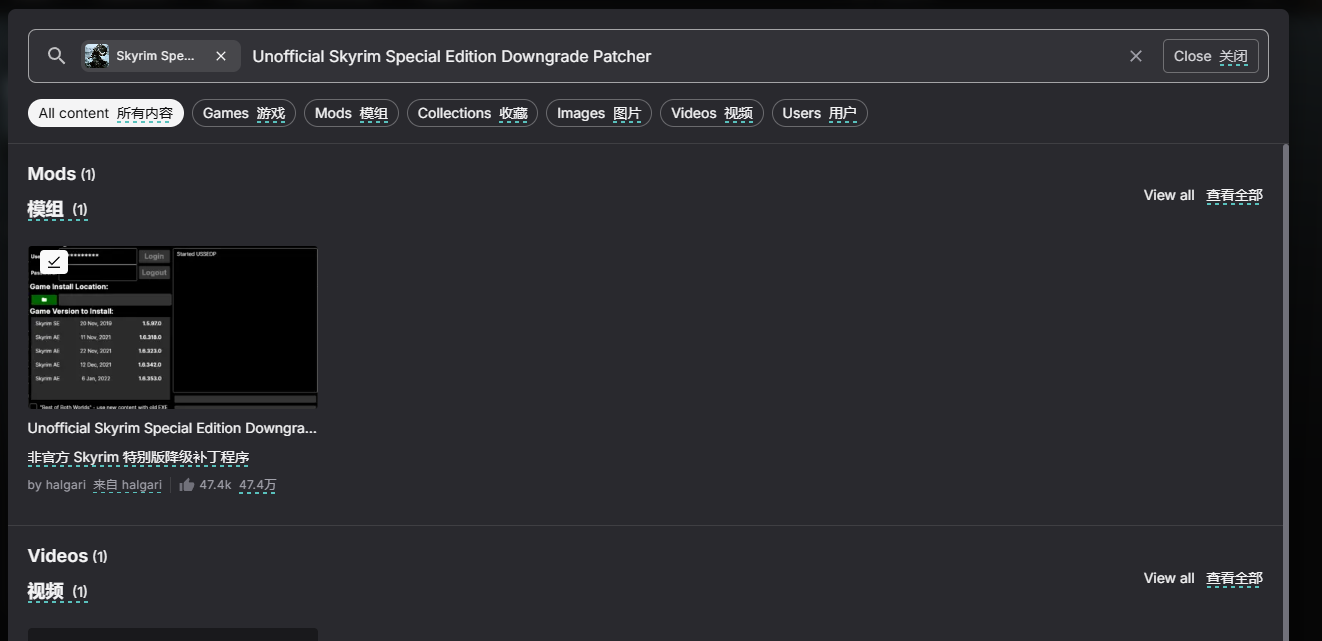 Skyrim Spe... Unofficial Skyrim Special Edition Downgrade Patcher Close 关闭
All content 所有内容 Games 游戏 Mods 模组 Collections 收藏 Images 图片 Videos 视频 Users 用户
Mods (1)
模组 (1)
View all 查看全部
********* Login
Logout
Started USSEDP
Game Install Location:
Game Version to Install:
Skyrim SE 20 Nov, 2019 1.5.97.0
Skyrim AE 11 Nov, 2021 1.6.318.0
Skyrim AE 22 Nov, 2021 1.6.323.0
Skyrim AE 12 Dec, 2021 1.6.342.0
Skyrim AE 6 Jan, 2022 1.6.353.0
"Best of Both Worlds" - use new content with old EXE
Unofficial Skyrim Special Edition Downgra...
非官方 Skyrim 特别版降级补丁程序
by halgari 来自 halgari 47.4k 47.4万
Videos (1)
视频 (1)
View all 查看全部